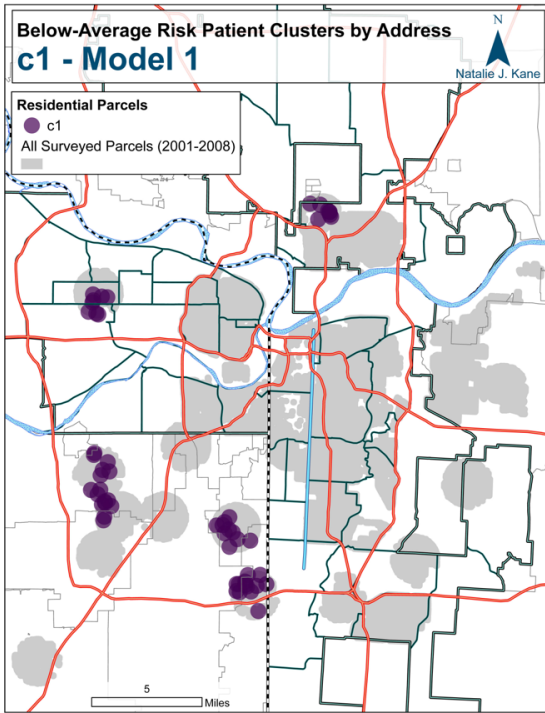 Below-Average Risk Patient Clusters by Address
c1 - Model 1
N
Natalie J. Kane
Residential Parcels
c1
All Surveyed Parcels (2001-2008)
5
Miles